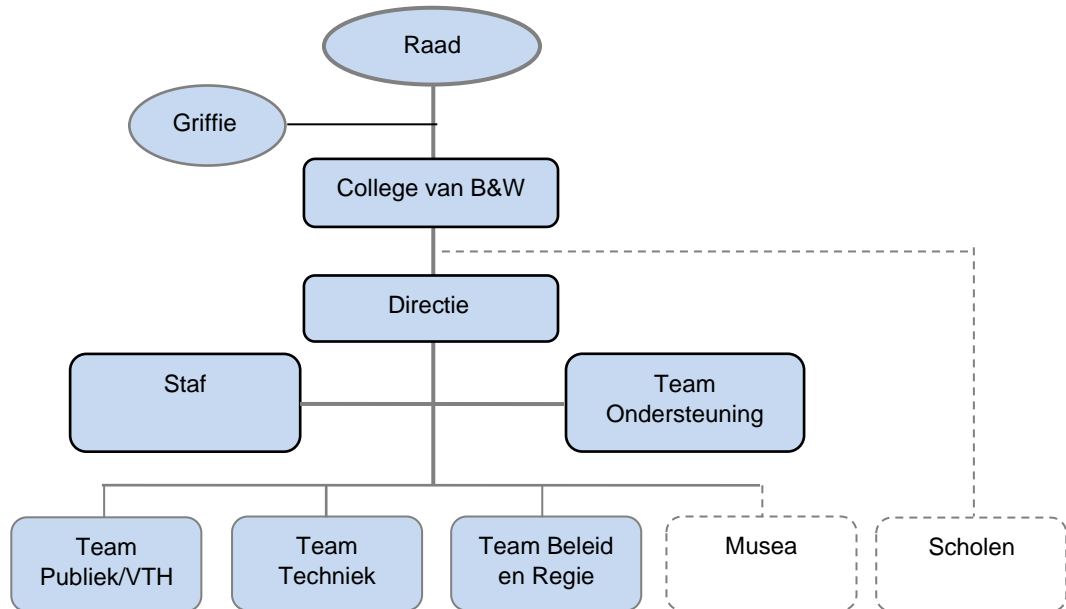 Raad
Griffie
College van B&W
Directie
Staf
Team
Ondersteuning
Team
Publiek/VTH
Team
Techniek
Team Beleid
en Regie
Musea
Scholen